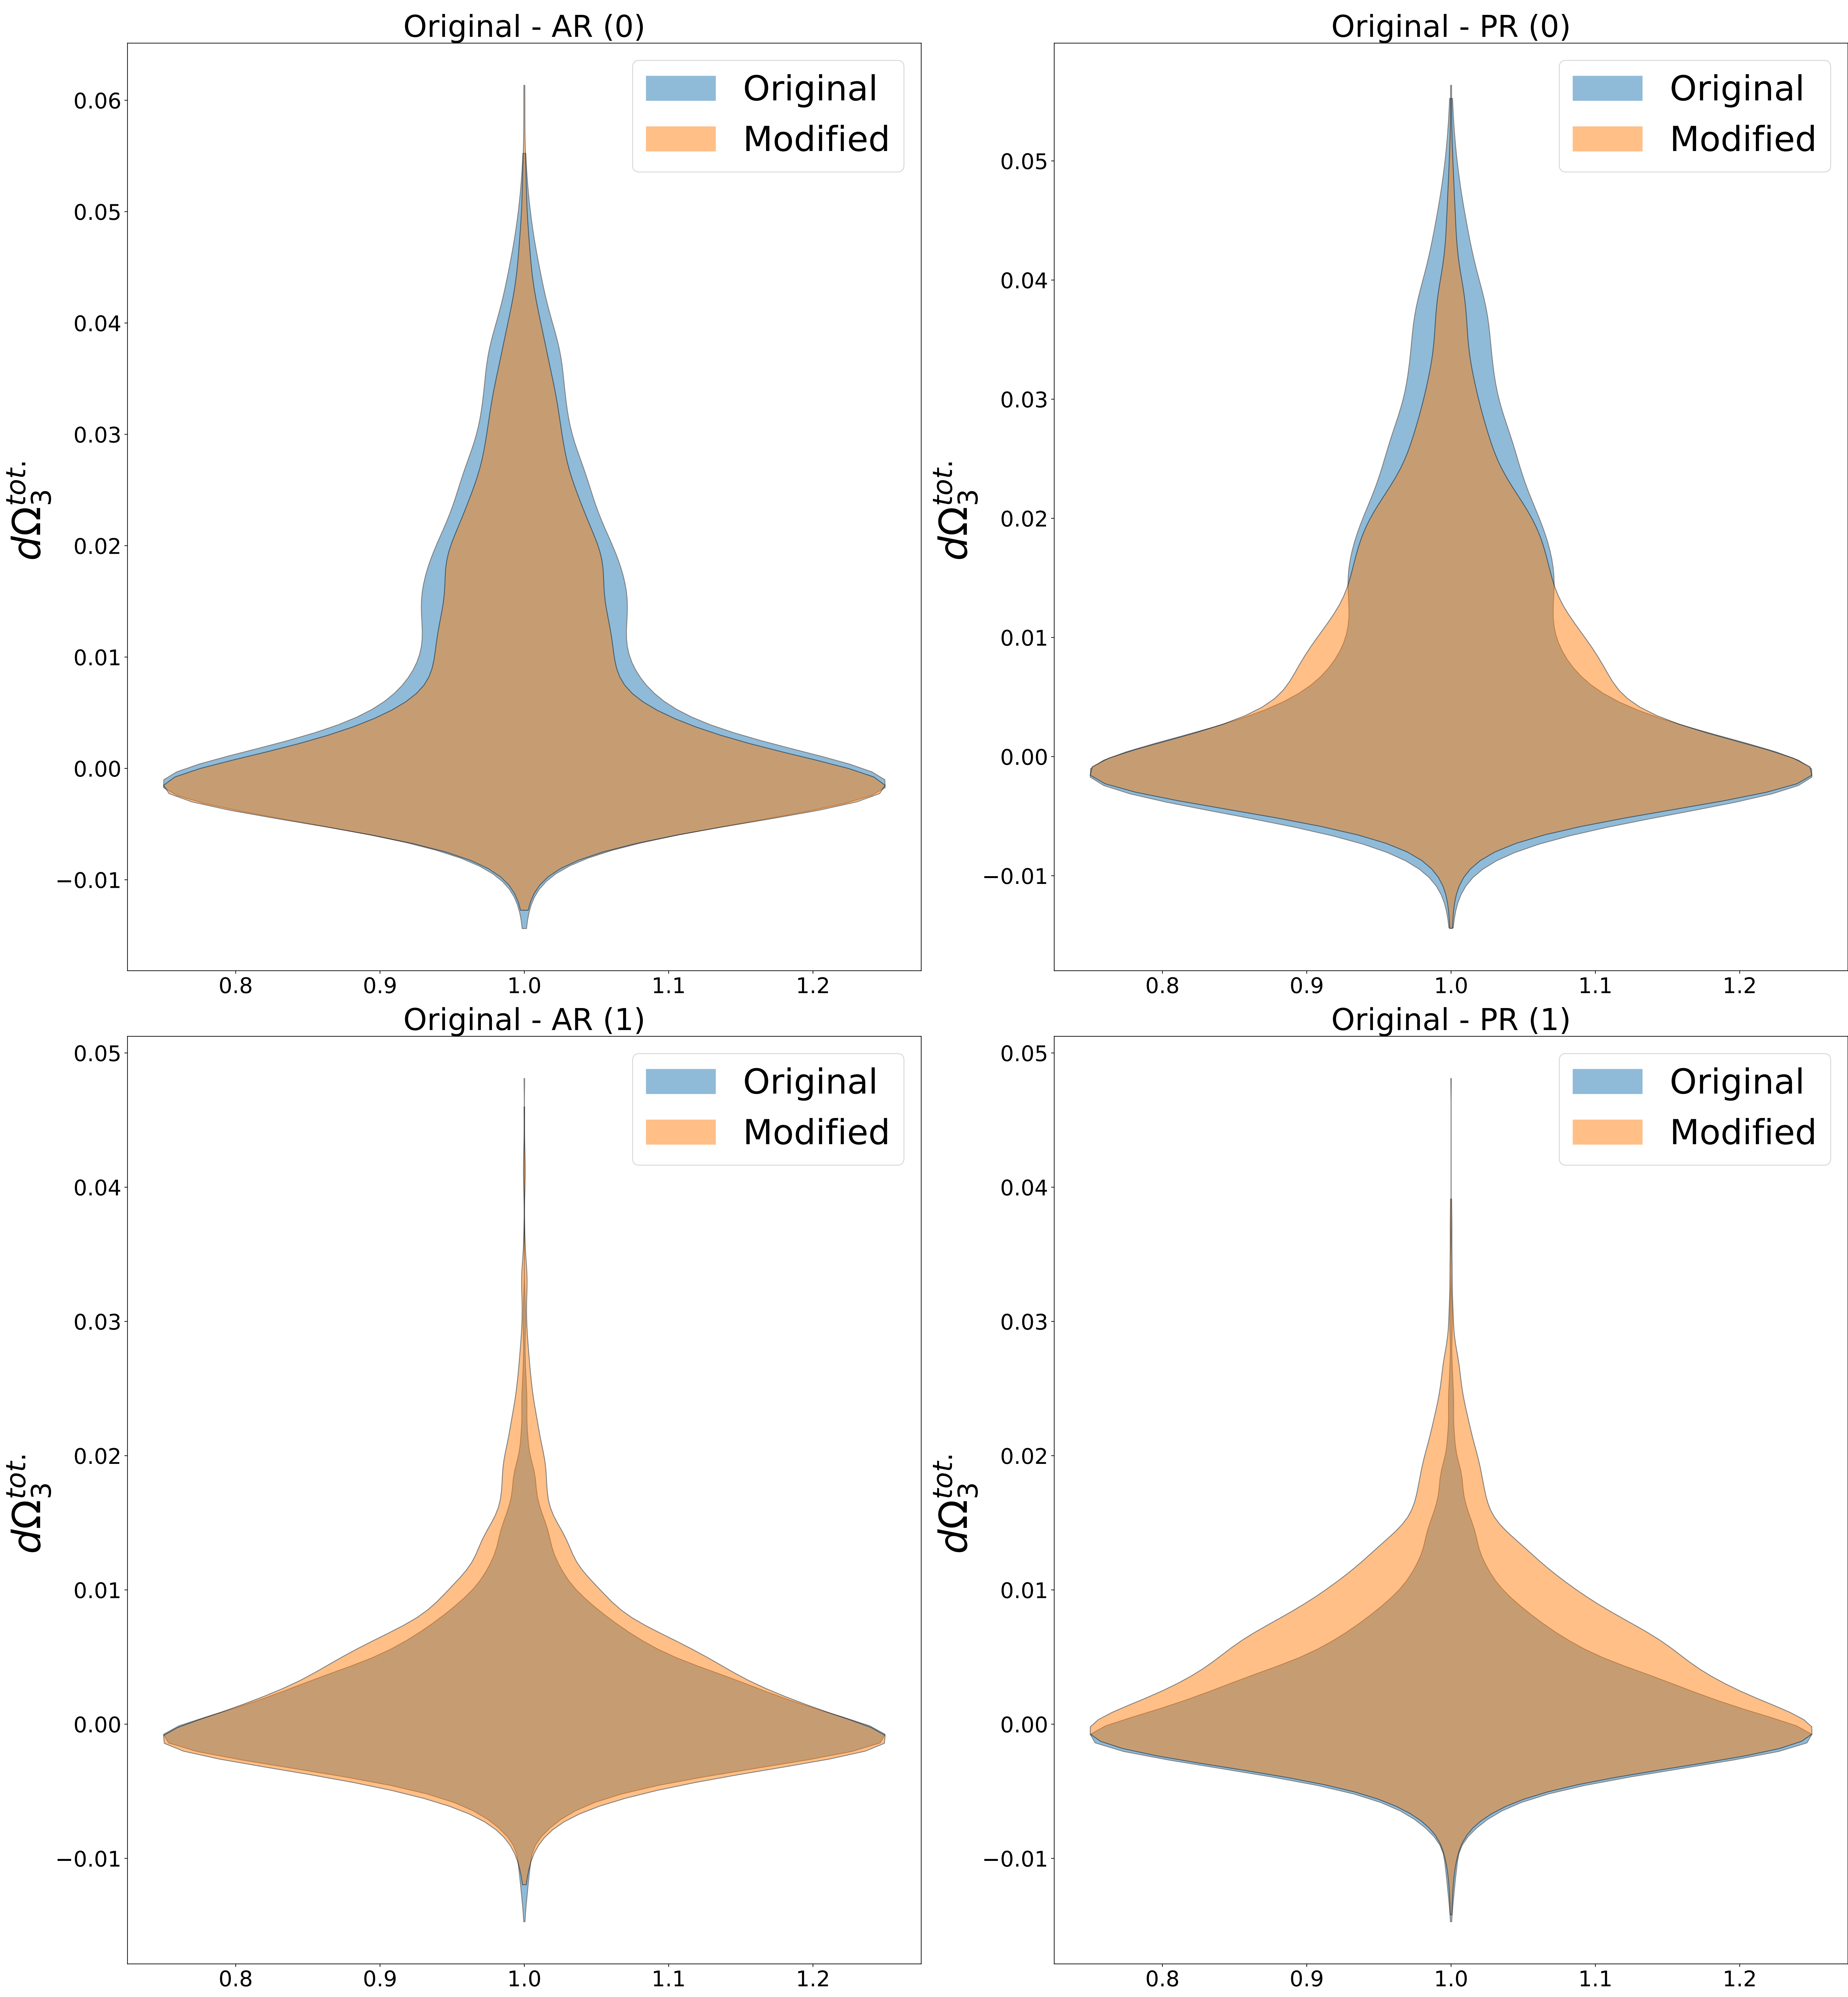 Original - AR (0)
Original
Modified
0.06
0.05
0.04
0.03
0.02
0.01
0.00
−0.01
dΩ₃ᵗᵒᵗ·
0.8 0.9 1.0 1.1 1.2
Original - PR (0)
Original
Modified
0.05
0.04
0.03
0.02
0.01
0.00
−0.01
dΩ₃ᵗᵒᵗ·
0.8 0.9 1.0 1.1 1.2
Original - AR (1)
Original
Modified
0.05
0.04
0.03
0.02
0.01
0.00
−0.01
dΩ₃ᵗᵒᵗ·
0.8 0.9 1.0 1.1 1.2
Original - PR (1)
Original
Modified
0.05
0.04
0.03
0.02
0.01
0.00
−0.01
dΩ₃ᵗᵒᵗ·
0.8 0.9 1.0 1.1 1.2